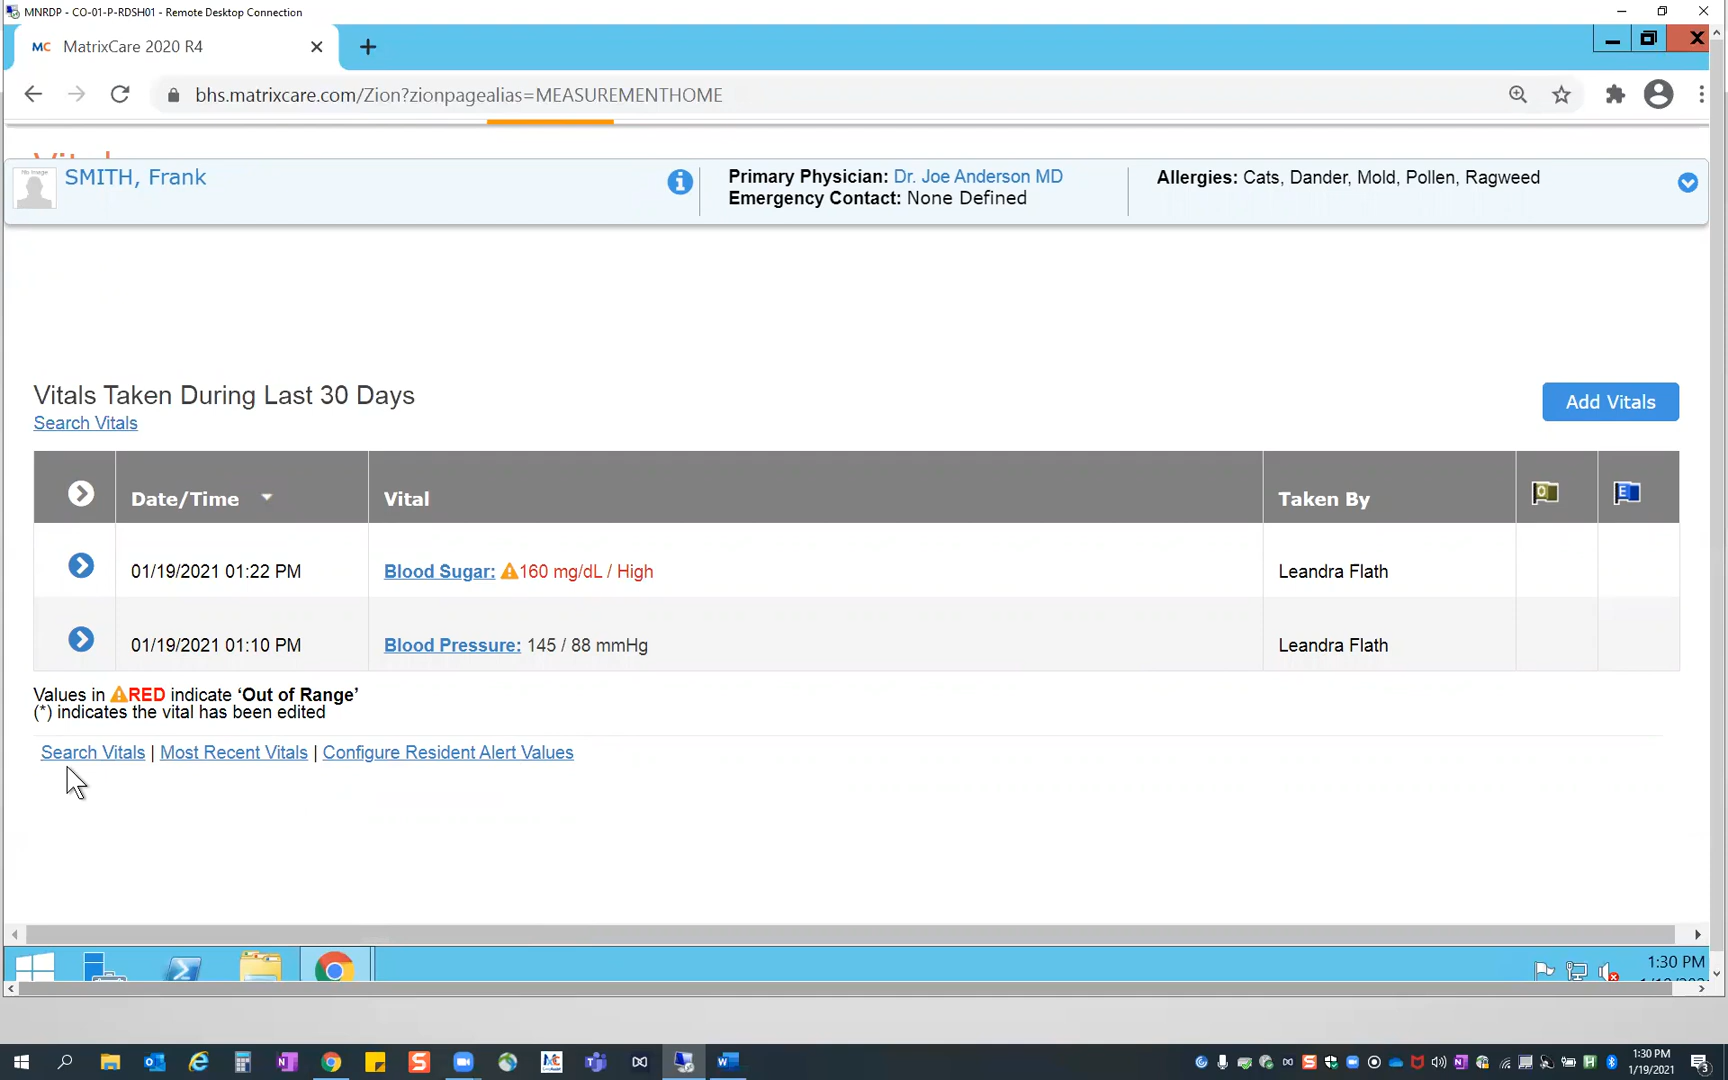 MNRDP - CO-01-P-RDSH01 - Remote Desktop Connection
MC MatrixCare 2020 R4
bhs.matrixcare.com/Zion?zionpagealias=MEASUREMENTHOME
SMITH, Frank
Primary Physician: Dr. Joe Anderson MD
Emergency Contact: None Defined
Allergies: Cats, Dander, Mold, Pollen, Ragweed
Vitals Taken During Last 30 Days
Search Vitals
Add Vitals
Date/Time Vital Taken By O E
01/19/2021 01:22 PM Blood Sugar: 160 mg/dL / High Leandra Flath
01/19/2021 01:10 PM Blood Pressure: 145 / 88 mmHg Leandra Flath
Values in RED indicate ‘Out of Range’
(*) indicates the vital has been edited
Search Vitals | Most Recent Vitals | Configure Resident Alert Values
1:30 PM
1:30 PM
1/19/2021
3